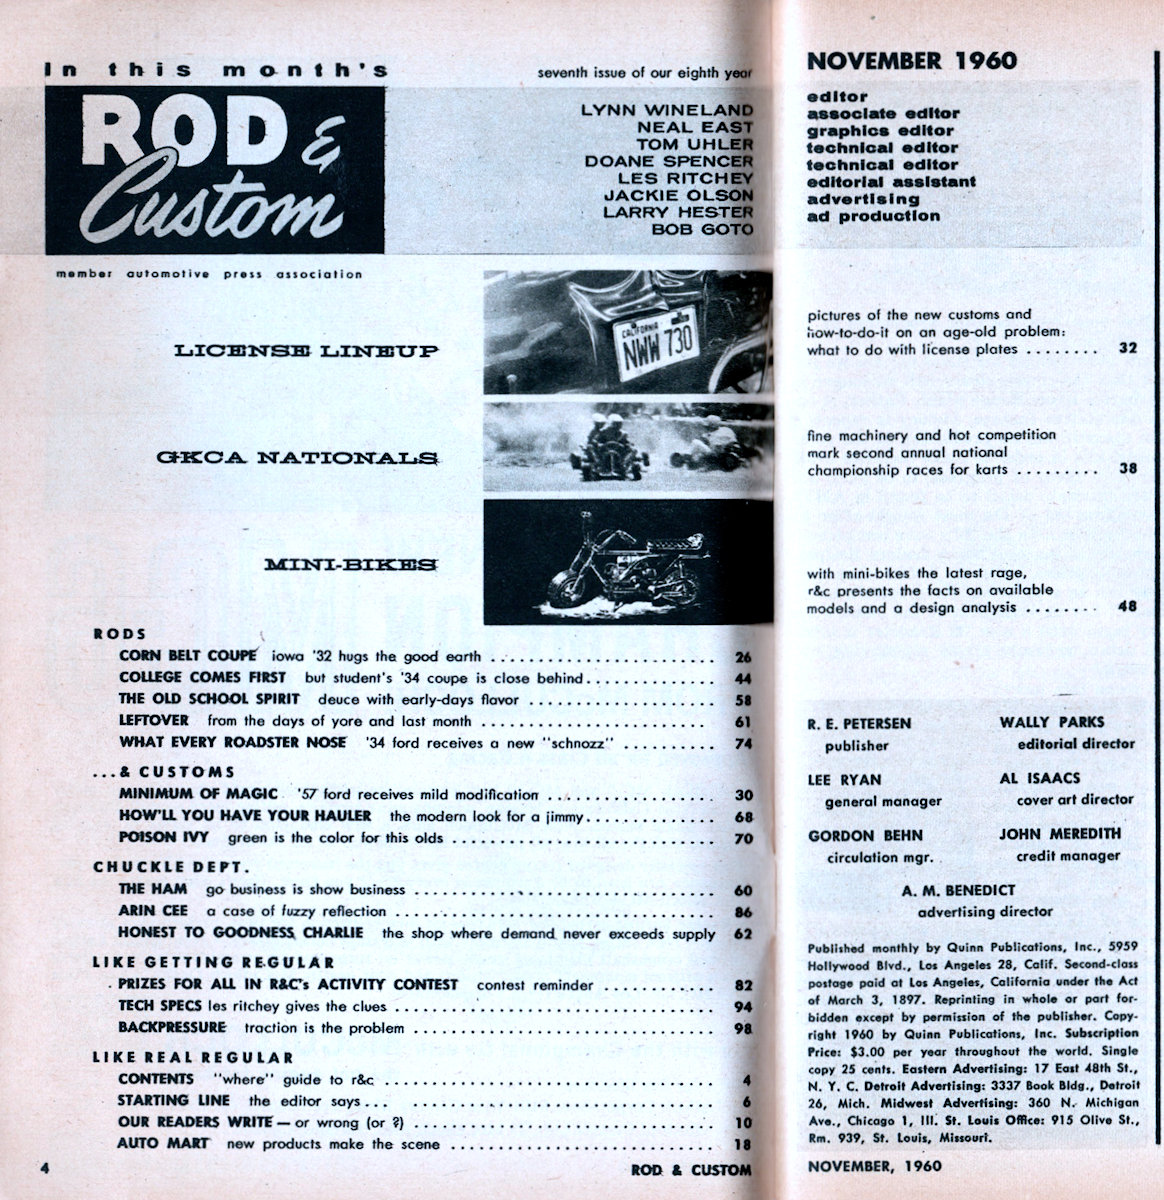 In this month's
ROD &
Custom
member automotive press association
seventh issue of our eighth year
NOVEMBER 1960
LYNN WINELAND editor
NEAL EAST associate editor
TOM UHLER graphics editor
DOANE SPENCER technical editor
LES RITCHEY technical editor
JACKIE OLSON editorial assistant
LARRY HESTER advertising
BOB GOTO ad production
LICENSE LINEUP
CALIFORNIA
NWW 730
pictures of the new customs and
how-to-do-it on an age-old problem:
what to do with license plates ........ 32
GKCA NATIONALS
fine machinery and hot competition
mark second annual national
championship races for karts ......... 38
MINI-BIKES
with mini-bikes the latest rage,
r&c presents the facts on available
models and a design analysis ........ 48
RODS
CORN BELT COUPE iowa '32 hugs the good earth ........................ 26
COLLEGE COMES FIRST but student's '34 coupe is close behind............. 44
THE OLD SCHOOL SPIRIT deuce with early-days flavor .................... 58
LEFTOVER from the days of yore and last month ......................... 61
WHAT EVERY ROADSTER NOSE '34 ford receives a new "schnozz" .......... 74
...& CUSTOMS
MINIMUM OF MAGIC '57 ford receives mild modification .................. 30
HOW'LL YOU HAVE YOUR HAULER the modern look for a jimmy............. 68
POISON IVY green is the color for this olds ............................ 70
CHUCKLE DEPT.
THE HAM go business is show business ................................ 60
ARIN CEE a case of fuzzy reflection .................................. 86
HONEST TO GOODNESS, CHARLIE the shop where demand never exceeds supply 62
LIKE GETTING REGULAR
PRIZES FOR ALL IN R&C's ACTIVITY CONTEST contest reminder ............ 82
TECH SPECS les ritchey gives the clues ................................. 94
BACKPRESSURE traction is the problem ................................ 98
LIKE REAL REGULAR
CONTENTS "where" guide to r&c ................................... 4
STARTING LINE the editor says... ................................ 6
OUR READERS WRITE — or wrong (or ?) ................................ 10
AUTO MART new products make the scene ............................ 18
4 ROD & CUSTOM
R. E. PETERSEN WALLY PARKS
publisher editorial director
LEE RYAN AL ISAACS
general manager cover art director
GORDON BEHN JOHN MEREDITH
circulation mgr. credit manager
A. M. BENEDICT
advertising director
Published monthly by Quinn Publications, Inc., 5959
Hollywood Blvd., Los Angeles 28, Calif. Second-class
postage paid at Los Angeles, California under the Act
of March 3, 1897. Reprinting in whole or part for-
bidden except by permission of the publisher. Copy-
right 1960 by Quinn Publications, Inc. Subscription
Price: $3.00 per year throughout the world. Single
copy 25 cents. Eastern Advertising: 17 East 48th St.,
N. Y. C. Detroit Advertising: 3337 Book Bldg., Detroit
26, Mich. Midwest Advertising: 360 N. Michigan
Ave., Chicago 1, Ill. St. Louis Office: 915 Olive St.,
Rm. 939, St. Louis, Missouri.
NOVEMBER, 1960